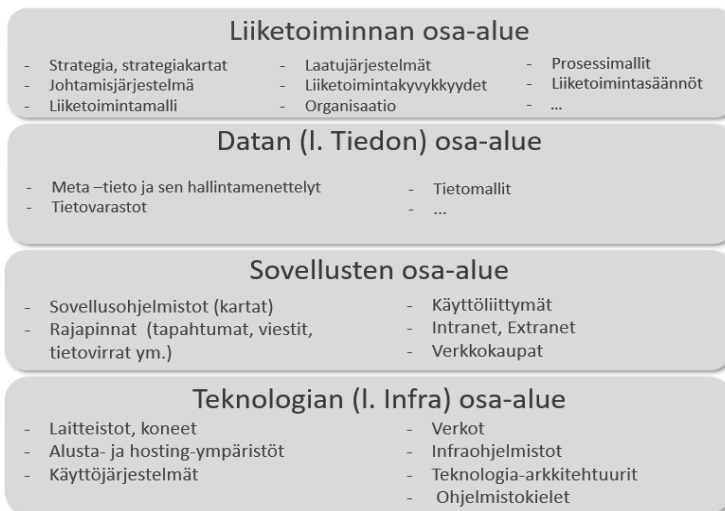 Liiketoiminnan osa-alue
- Strategia, strategiakartat
- Johtamisjärjestelmä
- Liiketoimintamalli
- Laatujärjestelmät
- Liiketoimintakyvykkyydet
- Organisaatio
- Prosessimallit
- Liiketoimintasäännöt
- ...
Datan (l. Tiedon) osa-alue
- Meta –tieto ja sen hallintamenettelyt
- Tietovarastot
- Tietomallit
- ...
Sovellusten osa-alue
- Sovellusohjelmistot (kartat)
- Rajapinnat (tapahtumat, viestit,
tietovirrat ym.)
- Käyttöliittymät
- Intranet, Extranet
- Verkkokaupat
Teknologian (l. Infra) osa-alue
- Laitteistot, koneet
- Alusta- ja hosting-ympäristöt
- Käyttöjärjestelmät
- Verkot
- Infraohjelmistot
- Teknologia-arkkitehtuurit
- Ohjelmistokielet